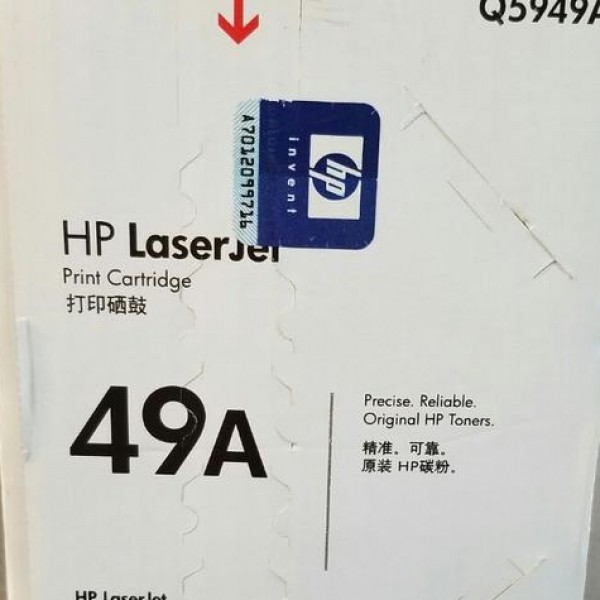 Q5949A
A7012099716
invent
hp
HP LaserJet
Print Cartridge
打印硒鼓
49A
Precise. Reliable.
Original HP Toners.
精准。可靠。
原装 HP碳粉。
HP LaserJet